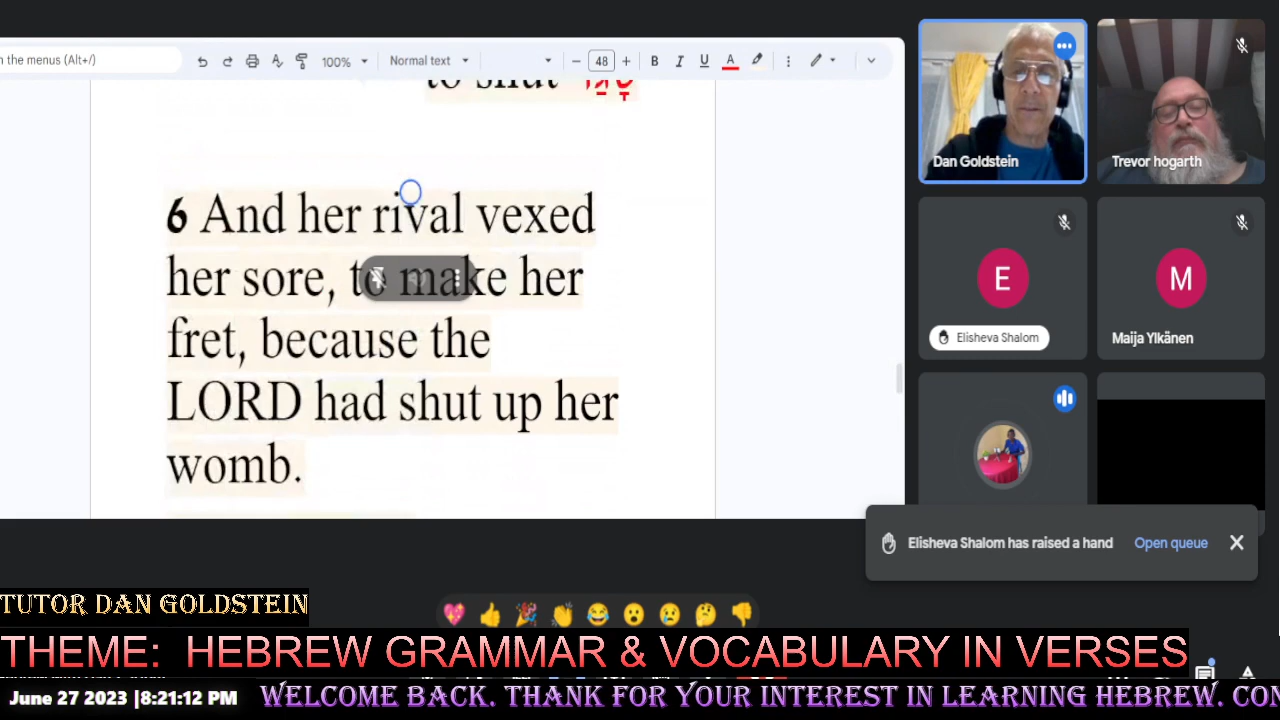 n the menus (Alt+/)
100%
Normal text
48
B
I
U
A
to shut סָגַר
6 And her rival vexed
her sore, to make her
fret, because the
LORD had shut up her
womb.
Dan Goldstein
Trevor hogarth
E
M
Elisheva Shalom
Maija Ylkänen
Elisheva Shalom has raised a hand
Open queue
TUTOR DAN GOLDSTEIN
THEME: HEBREW GRAMMAR & VOCABULARY IN VERSES
June 27 2023 |8:21:12 PM
WELCOME BACK. THANK FOR YOUR INTEREST IN LEARNING HEBREW. CON